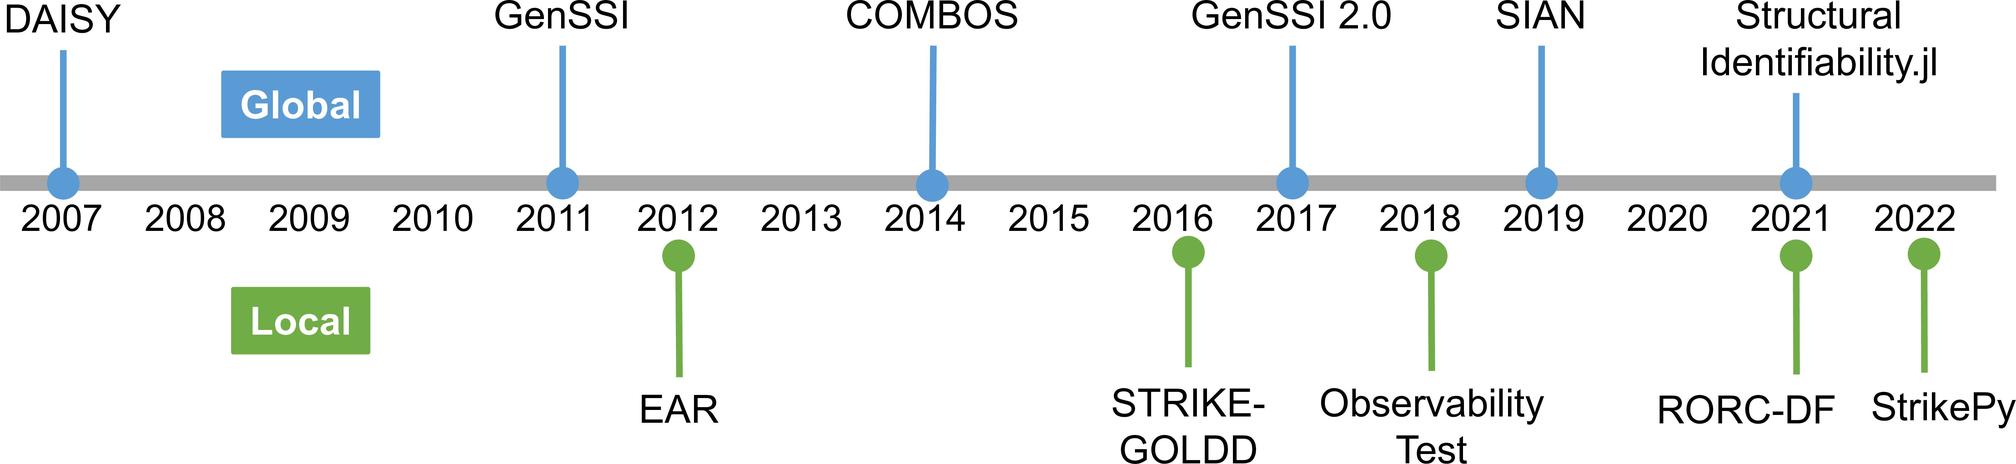 DAISY
GenSSI
COMBOS
GenSSI 2.0
SIAN
Structural
Identifiability.jl
Global
2007 2008 2009 2010 2011 2012 2013 2014 2015 2016 2017 2018 2019 2020 2021 2022
Local
EAR
STRIKE-
GOLDD
Observability
Test
RORC-DF
StrikePy